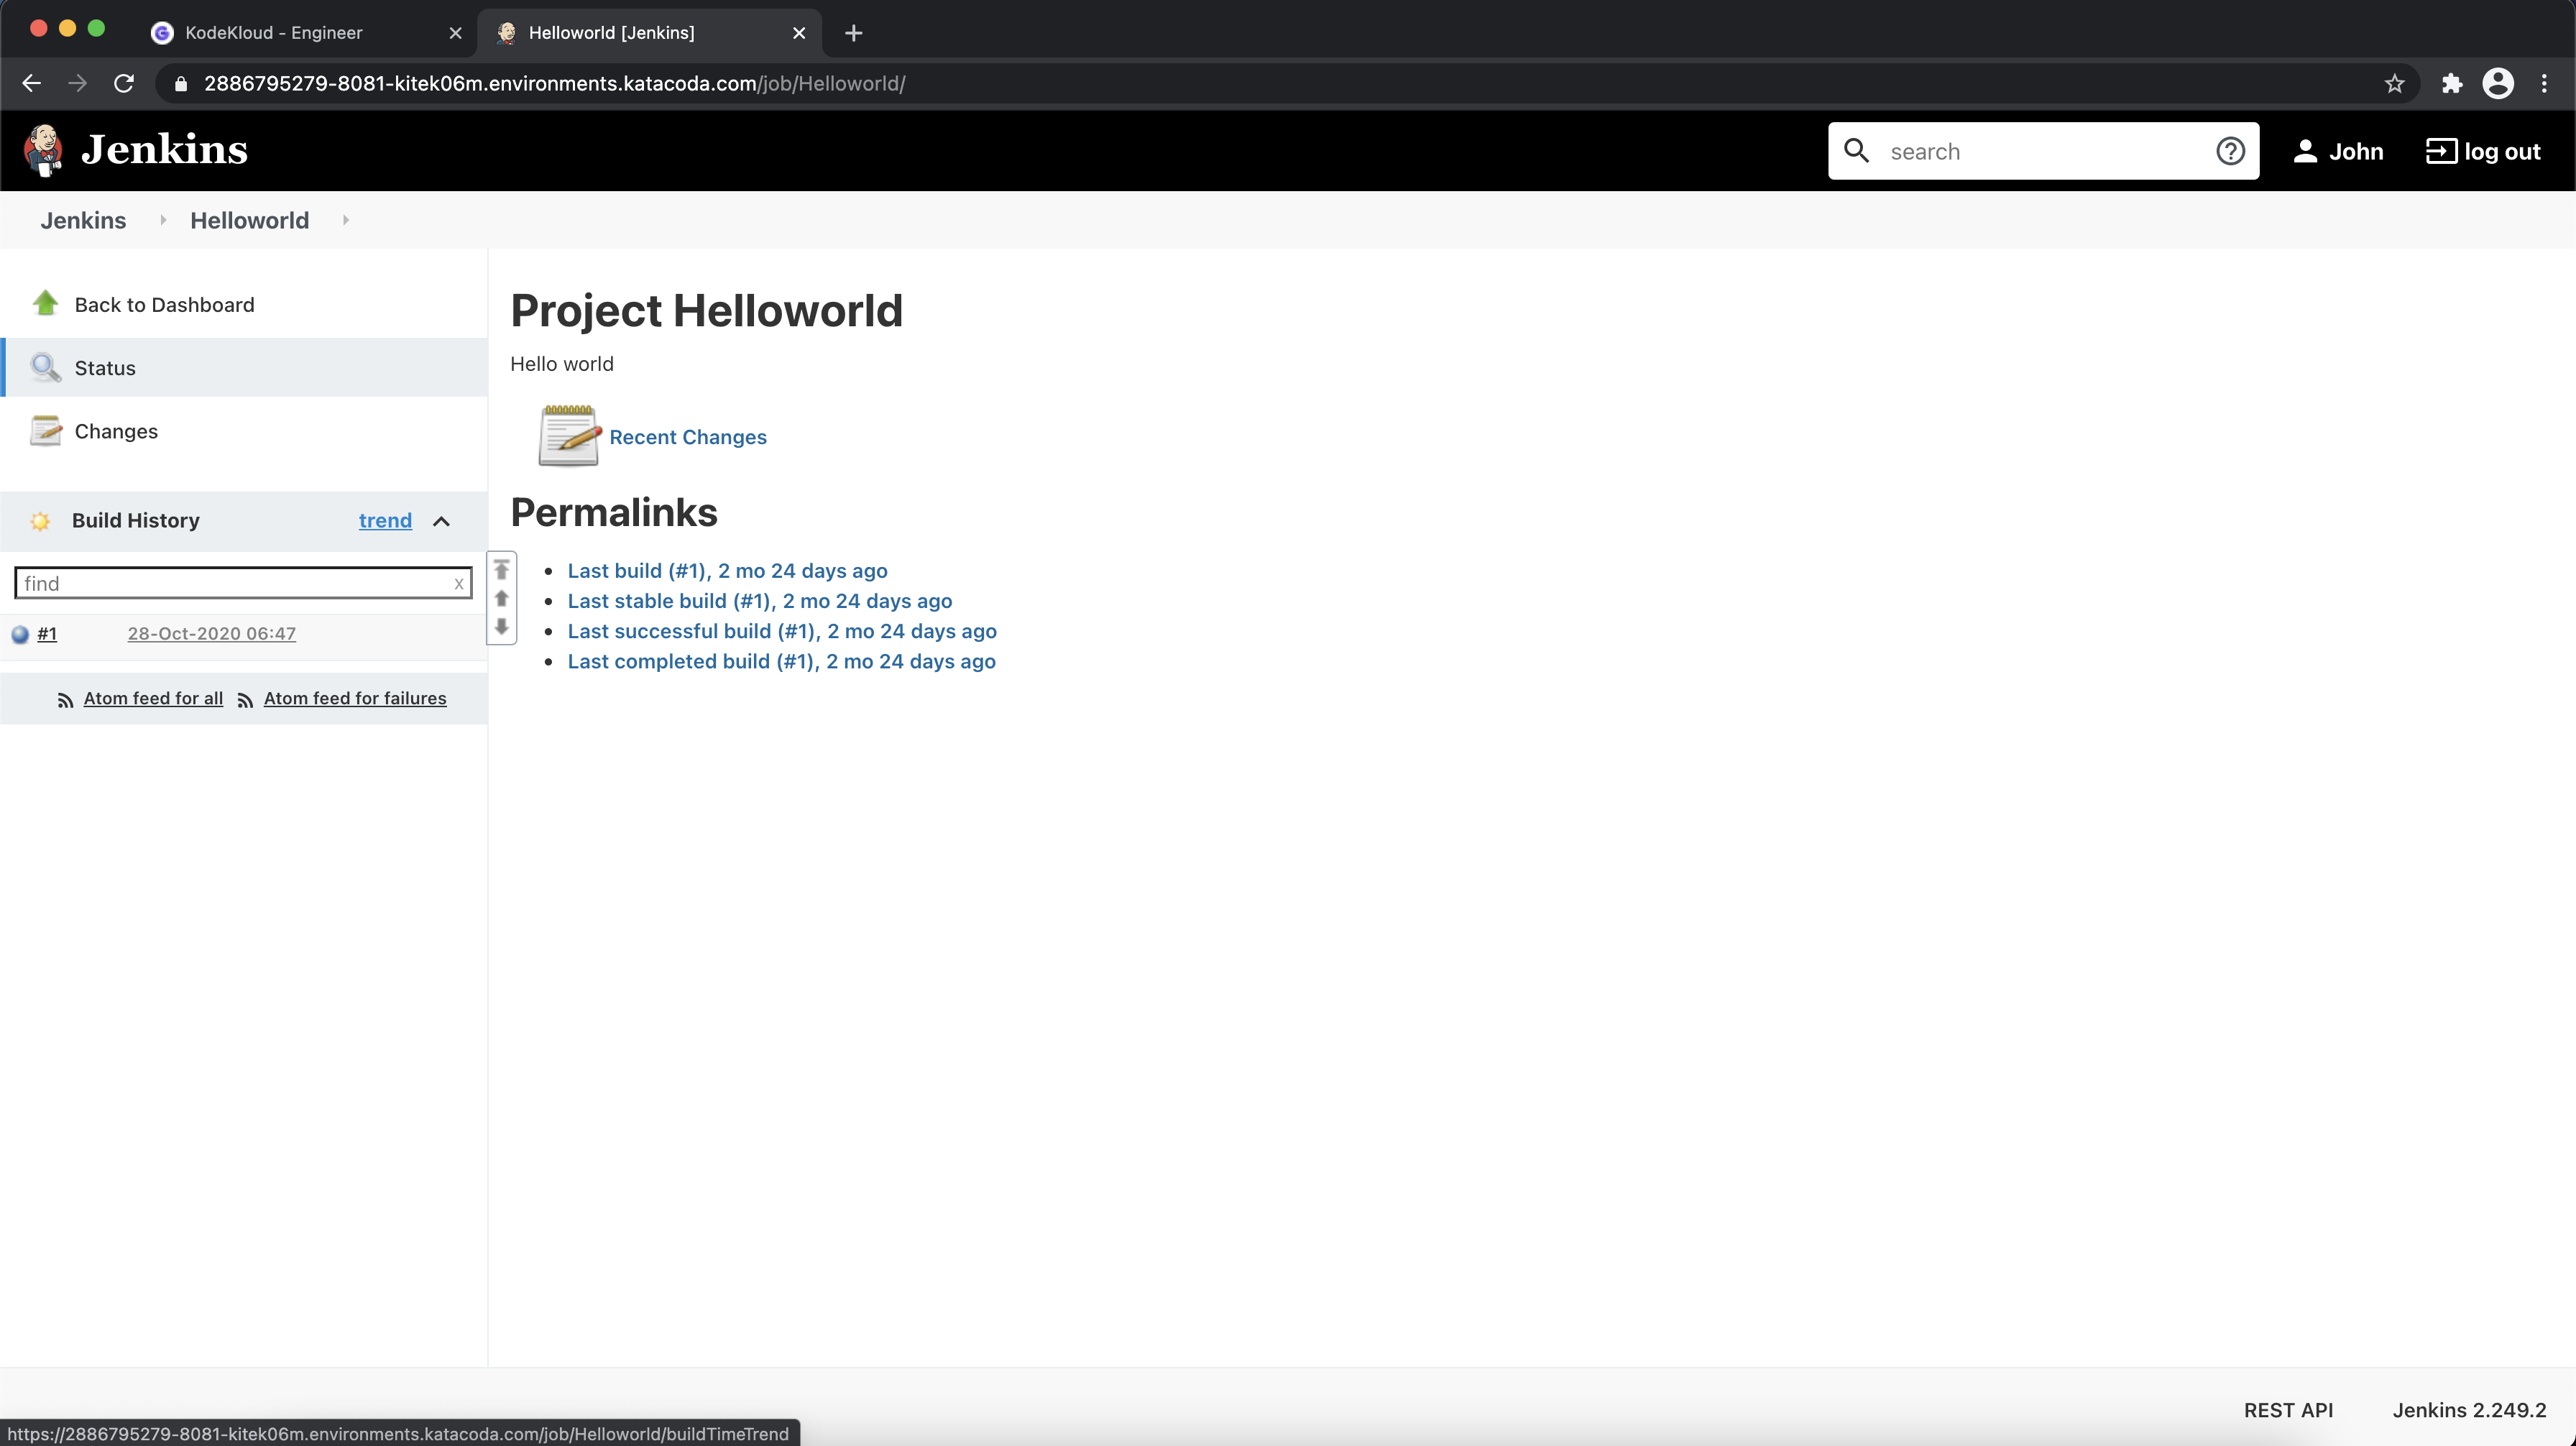 KodeKloud - Engineer
Helloworld [Jenkins]
2886795279-8081-kitek06m.environments.katacoda.com/job/Helloworld/
Jenkins
search
John
log out
Jenkins Helloworld
Back to Dashboard
Status
Changes
Build History trend
find x
#1 28-Oct-2020 06:47
Atom feed for all Atom feed for failures
Project Helloworld
Hello world
Recent Changes
Permalinks
Last build (#1), 2 mo 24 days ago
Last stable build (#1), 2 mo 24 days ago
Last successful build (#1), 2 mo 24 days ago
Last completed build (#1), 2 mo 24 days ago
REST API Jenkins 2.249.2
https://2886795279-8081-kitek06m.environments.katacoda.com/job/Helloworld/buildTimeTrend